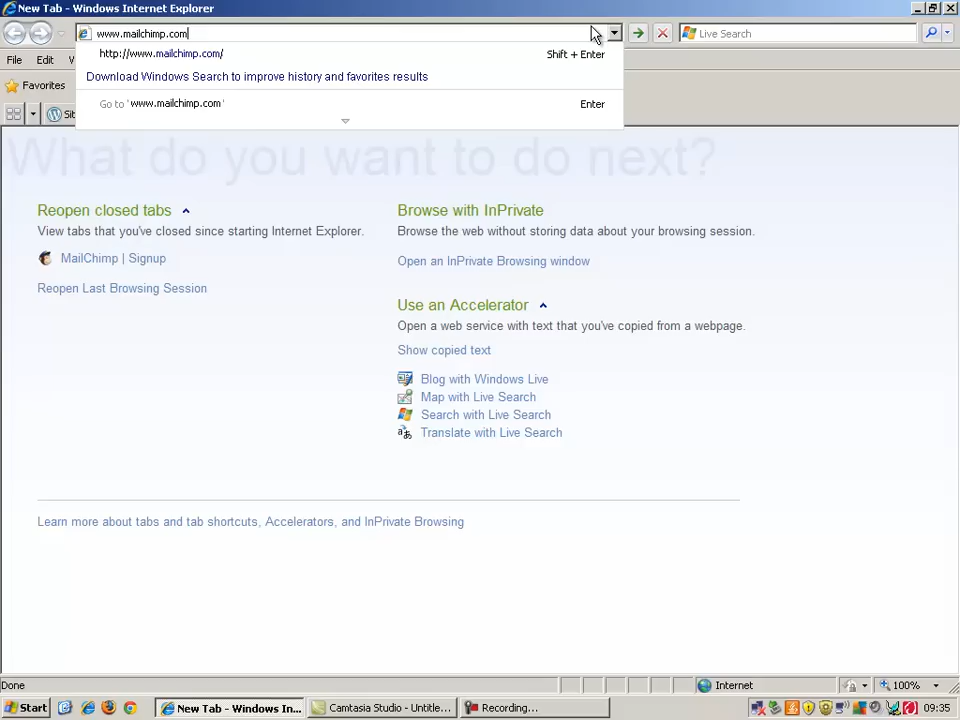 New Tab - Windows Internet Explorer
www.mailchimp.com
Live Search
http://www.mailchimp.com/ Shift + Enter
File Edit
Download Windows Search to improve history and favorites results
Favorites
Go to 'www.mailchimp.com' Enter
What do you want to do next?
Reopen closed tabs
View tabs that you've closed since starting Internet Explorer.
MailChimp | Signup
Reopen Last Browsing Session
Browse with InPrivate
Browse the web without storing data about your browsing session.
Open an InPrivate Browsing window
Use an Accelerator
Open a web service with text that you've copied from a webpage.
Show copied text
Blog with Windows Live
Map with Live Search
Search with Live Search
Translate with Live Search
Learn more about tabs and tab shortcuts, Accelerators, and InPrivate Browsing
Done Internet 100%
Start New Tab - Windows In... Camtasia Studio - Untitle... Recording... 09:35